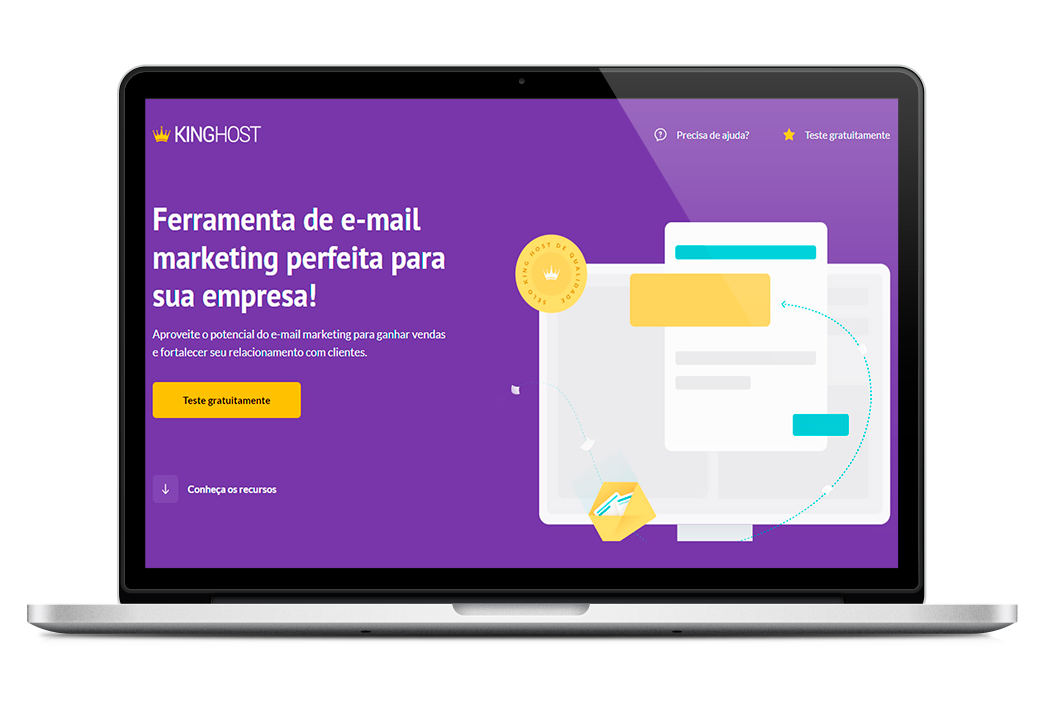 KINGHOST
Precisa de ajuda?
Teste gratuitamente
Ferramenta de e-mail
marketing perfeita para
sua empresa!
Aproveite o potencial do e-mail marketing para ganhar vendas
e fortalecer seu relacionamento com clientes.
Teste gratuitamente
Conheça os recursos
SELO KING HOST DE QUALIDADE